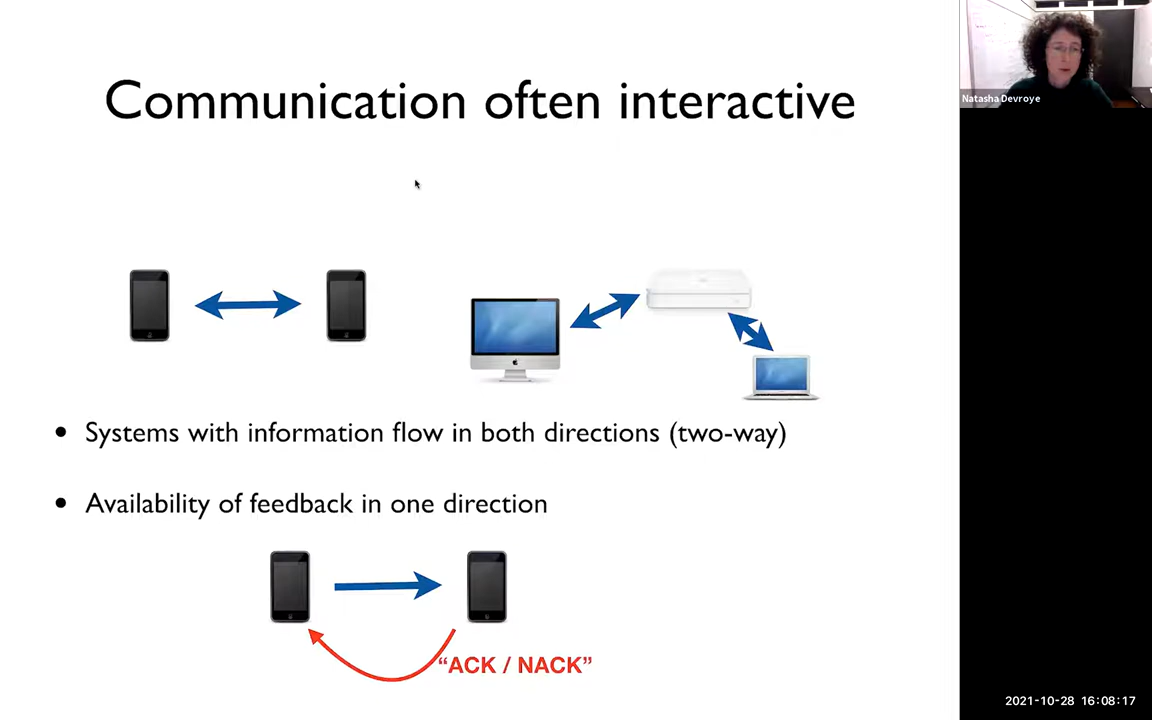 Communication often interactive
Natasha Devroye
• Systems with information flow in both directions (two-way)
• Availability of feedback in one direction
“ACK / NACK”
2021-10-28 16:08:17